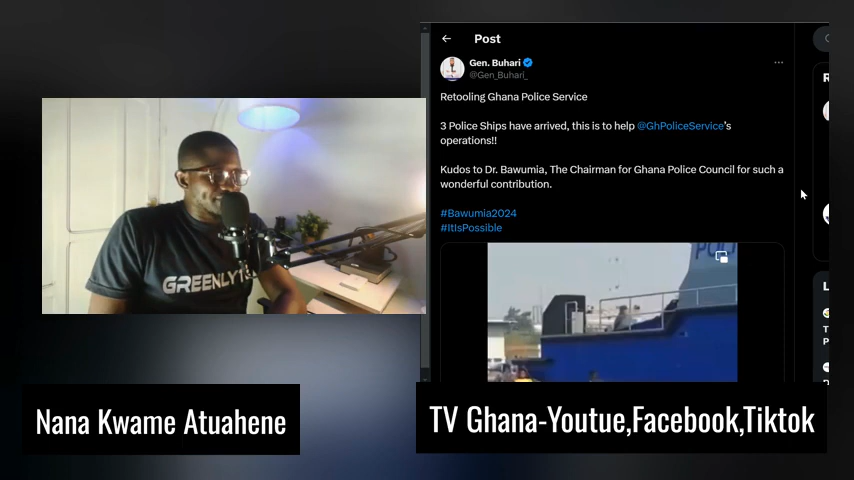 Post
Gen. Buhari
@Gen_Buhari_
Retooling Ghana Police Service
3 Police Ships have arrived, this is to help @GhPoliceService's
operations!!
Kudos to Dr. Bawumia, The Chairman for Ghana Police Council for such a
wonderful contribution.
#Bawumia2024
#ItIsPossible
Nana Kwame Atuahene
TV Ghana-Youtue,Facebook,Tiktok